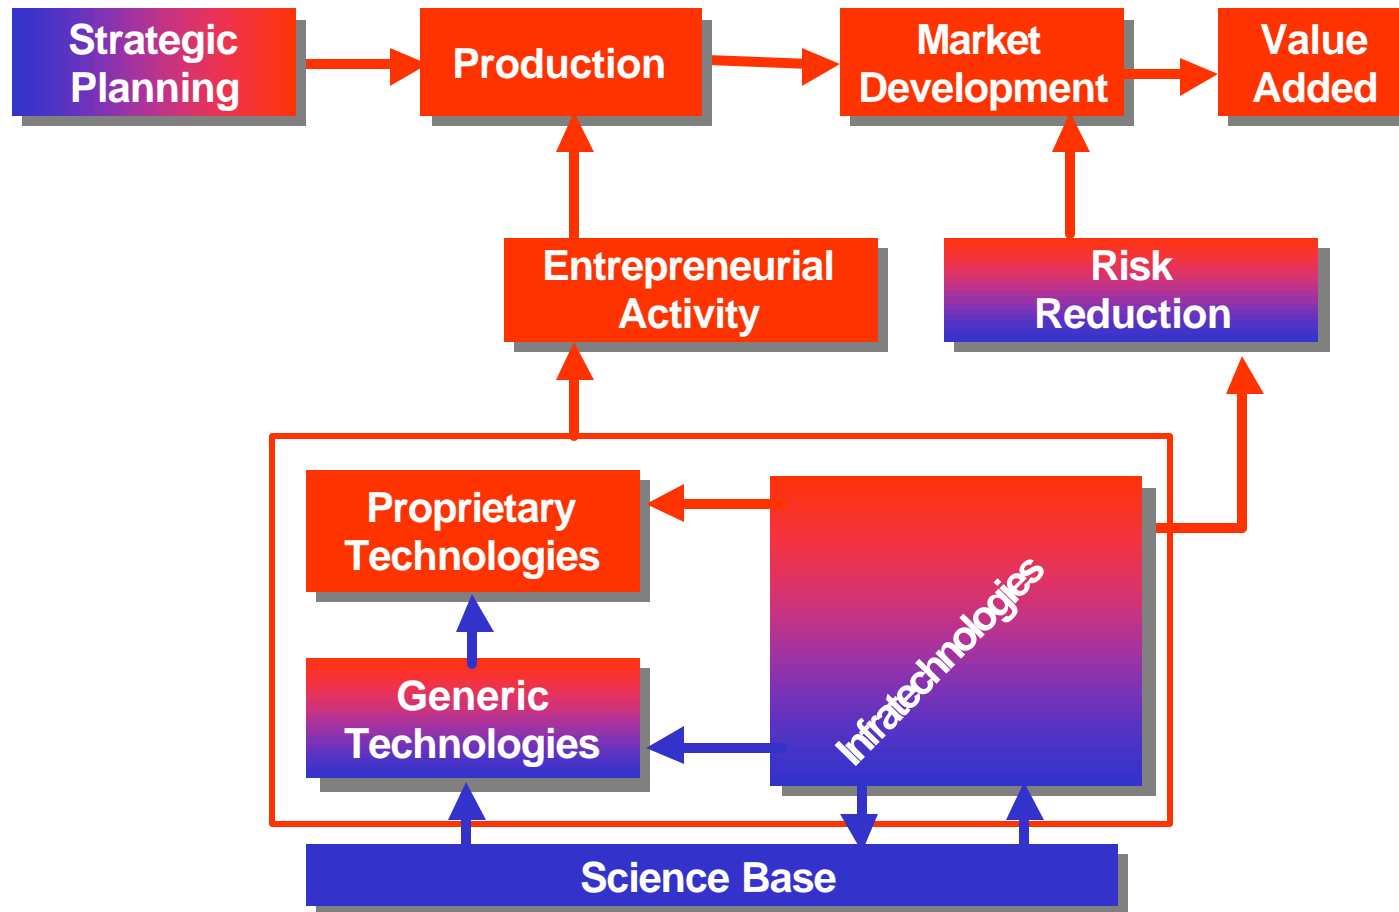 Strategic
Planning
Production
Market
Development
Value
Added
Entrepreneurial
Activity
Risk
Reduction
Proprietary
Technologies
Infratechnologies
Generic
Technologies
Science Base